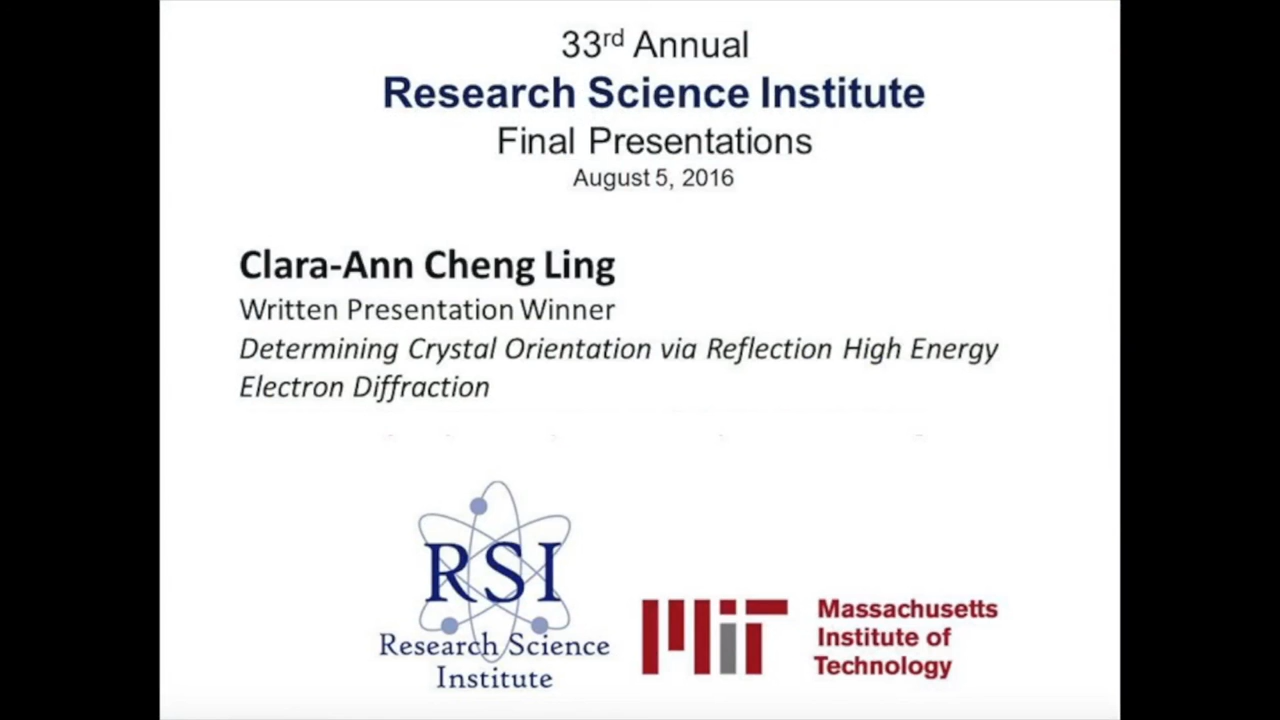 33rd Annual
Research Science Institute
Final Presentations
August 5, 2016
Clara-Ann Cheng Ling
Written Presentation Winner
Determining Crystal Orientation via Reflection High Energy
Electron Diffraction
RSI
Research Science
Institute
MIT
Massachusetts
Institute of
Technology